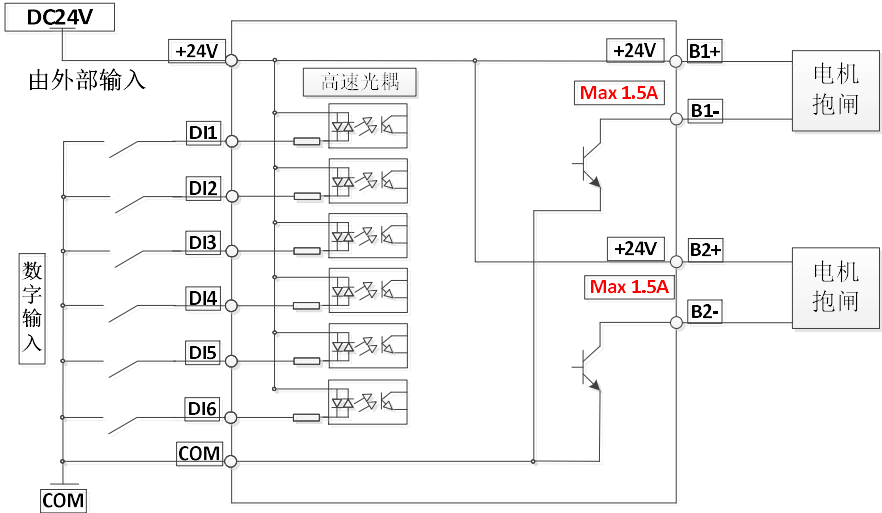 DC24V
+24V
+24V
B1+
由外部输入
高速光耦
电机
抱闸
Max 1.5A
B1-
DI1
DI2
DI3
+24V
B2+
数字输入
电机
抱闸
Max 1.5A
DI4
B2-
DI5
DI6
COM
COM